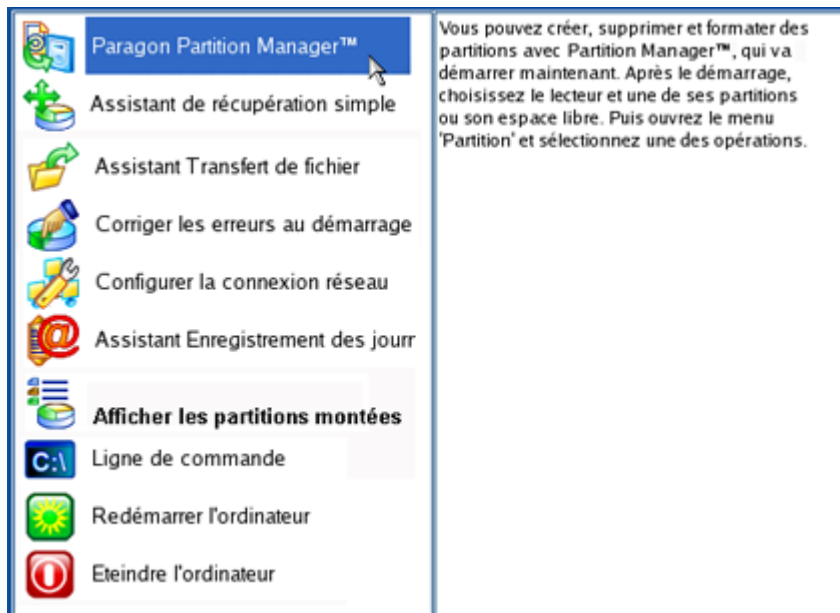 Paragon Partition Manager™
Assistant de récupération simple
Assistant Transfert de fichier
Corriger les erreurs au démarrage
Configurer la connexion réseau
Assistant Enregistrement des jourr
Afficher les partitions montées
C:\
Ligne de commande
Redémarrer l'ordinateur
Eteindre l'ordinateur
Vous pouvez créer, supprimer et formater des
partitions avec Partition Manager™, qui va
démarrer maintenant. Après le démarrage,
choisissez le lecteur et une de ses partitions
ou son espace libre. Puis ouvrez le menu
'Partition' et sélectionnez une des opérations.